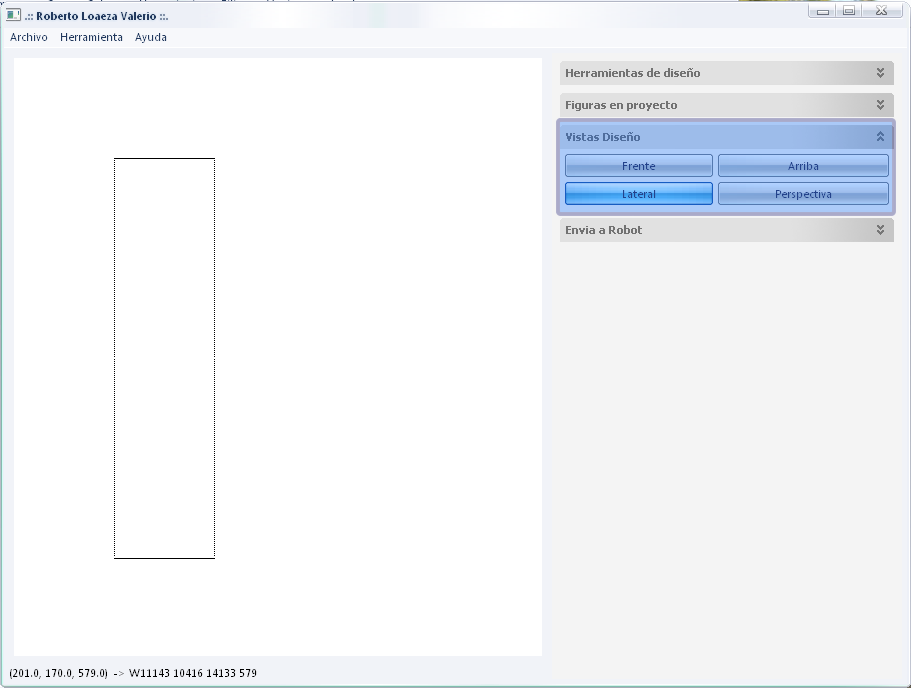 .:: Roberto Loaeza Valerio ::.
Archivo Herramienta Ayuda
Herramientas de diseño
Figuras en proyecto
Vistas Diseño
Frente Arriba
Lateral Perspectiva
Envia a Robot
(201.0, 170.0, 579.0) -> W11143 10416 14133 579